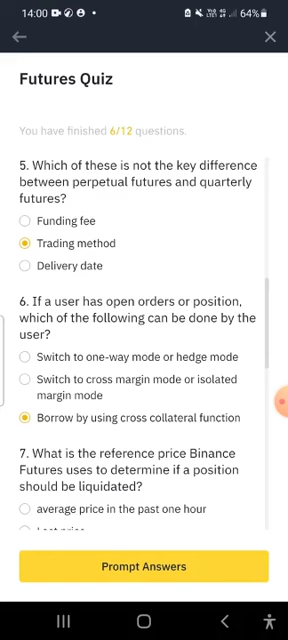 14:00
64%
Futures Quiz
You have finished 6/12 questions.
5. Which of these is not the key difference
between perpetual futures and quarterly
futures?
Funding fee
Trading method
Delivery date
6. If a user has open orders or position,
which of the following can be done by the
user?
Switch to one-way mode or hedge mode
Switch to cross margin mode or isolated
margin mode
Borrow by using cross collateral function
7. What is the reference price Binance
Futures uses to determine if a position
should be liquidated?
average price in the past one hour
Last price
Prompt Answers